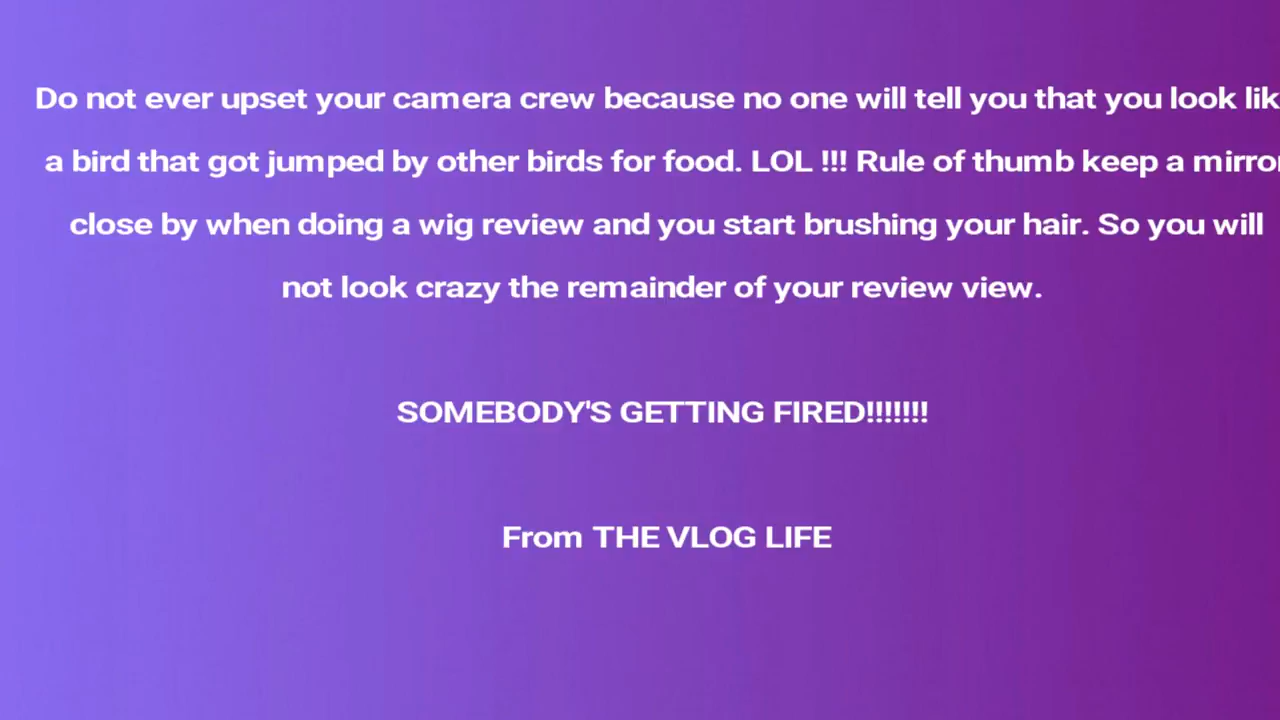 Do not ever upset your camera crew because no one will tell you that you look lik
a bird that got jumped by other birds for food. LOL !!! Rule of thumb keep a mirror
close by when doing a wig review and you start brushing your hair. So you will
not look crazy the remainder of your review view.
SOMEBODY'S GETTING FIRED!!!!!!!
From THE VLOG LIFE